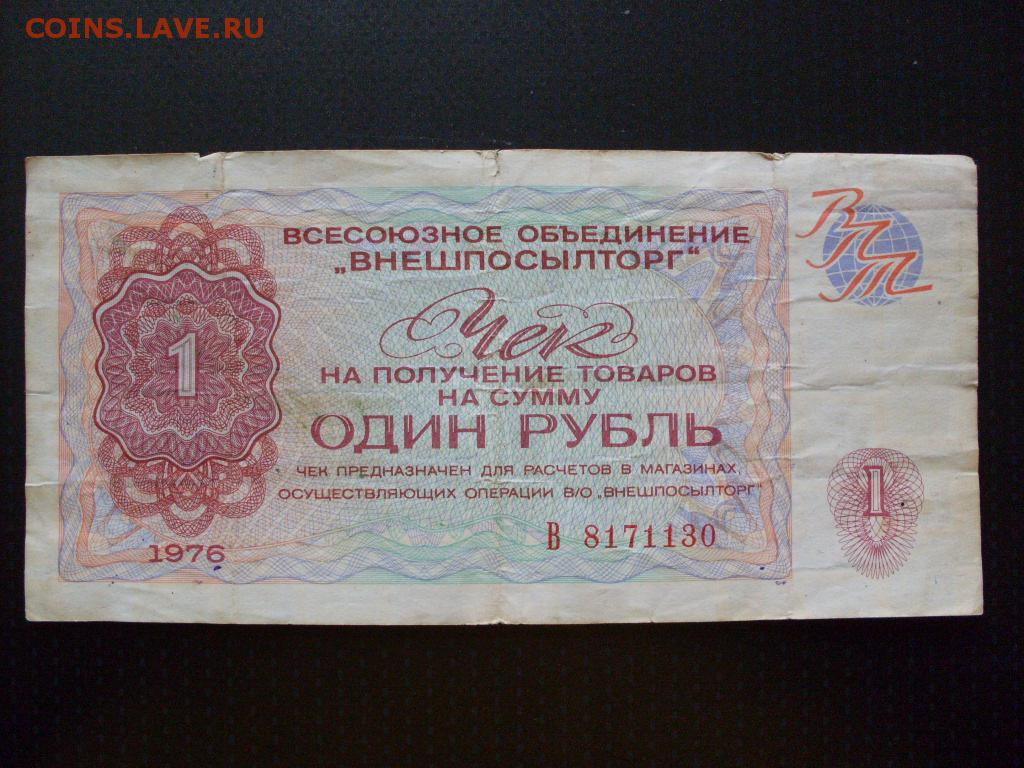 COINS.LAVE.RU
ВСЕСОЮЗНОЕ ОБЪЕДИНЕНИЕ
„ВНЕШПОСЫЛТОРГ“
ВПТ
Чек
НА ПОЛУЧЕНИЕ ТОВАРОВ
НА СУММУ
1
ОДИН РУБЛЬ
ЧЕК ПРЕДНАЗНАЧЕН ДЛЯ РАСЧЕТОВ В МАГАЗИНАХ,
ОСУЩЕСТВЛЯЮЩИХ ОПЕРАЦИИ В/О „ВНЕШПОСЫЛТОРГ“
1
1976
В 8171130